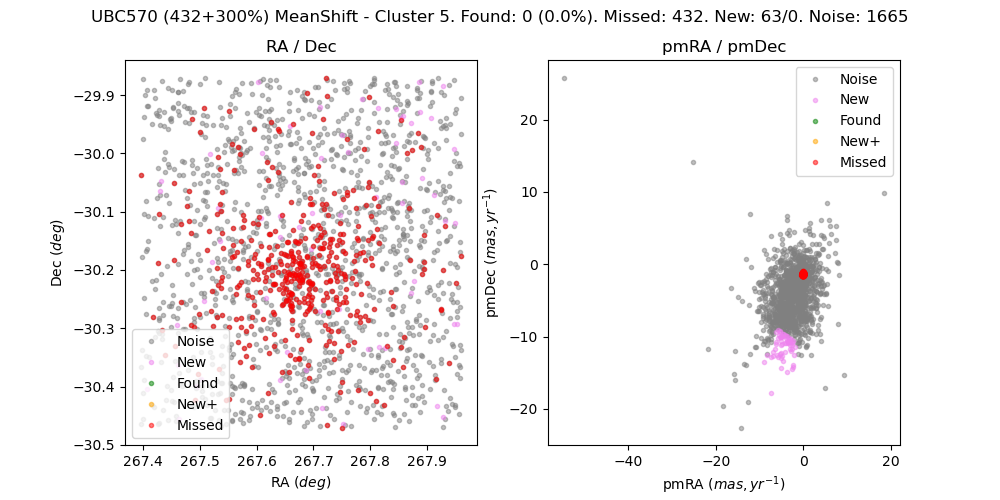 UBC570 (432+300%) MeanShift - Cluster 5. Found: 0 (0.0%). Missed: 432. New: 63/0. Noise: 1665
RA / Dec
−29.9
−30.0
−30.1
−30.2
−30.3
−30.4
−30.5
Dec (deg)
267.4 267.5 267.6 267.7 267.8 267.9
RA (deg)
Noise
New
Found
New+
Missed
pmRA / pmDec
20
10
0
−10
−20
pmDec (mas, yr⁻¹)
−40 −20 0 20
pmRA (mas, yr⁻¹)
Noise
New
Found
New+
Missed